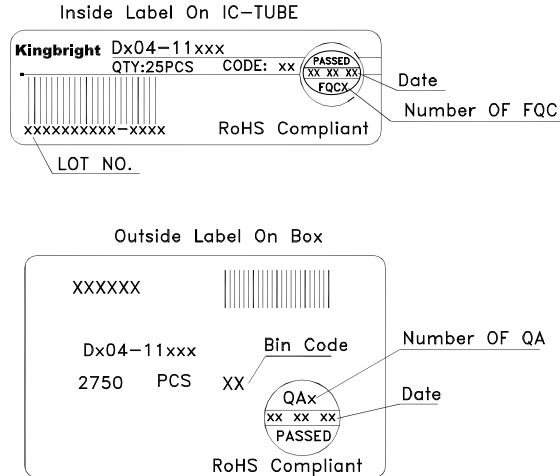 Inside Label On IC-TUBE
Kingbright Dx04-11xxx
QTY:25PCS CODE: xx
PASSED
xx xx xx
FQCX
Date
Number OF FQC
xxxxxxxxxx-xxxx
RoHS Compliant
LOT NO.
Outside Label On Box
XXXXXX
Dx04-11xxx
Bin Code
Number OF QA
2750 PCS XX
QAx
Date
xx xx xx
PASSED
RoHS Compliant